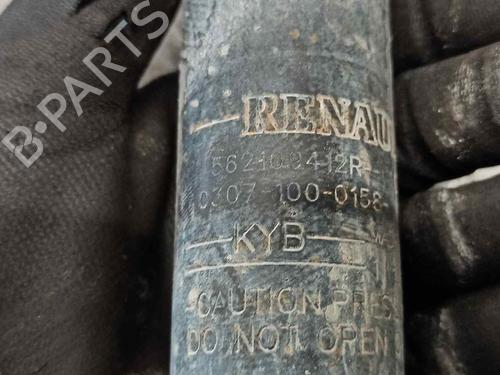 B-PARTS
RENAU
562109412R
0307-100-0158
KYB
CAUTION PRES
DO NOT OPEN